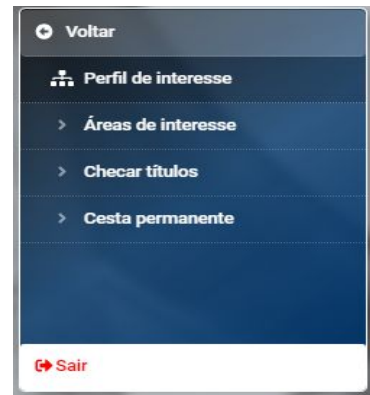 Voltar
Perfil de interesse
Áreas de interesse
Checar títulos
Cesta permanente
Sair